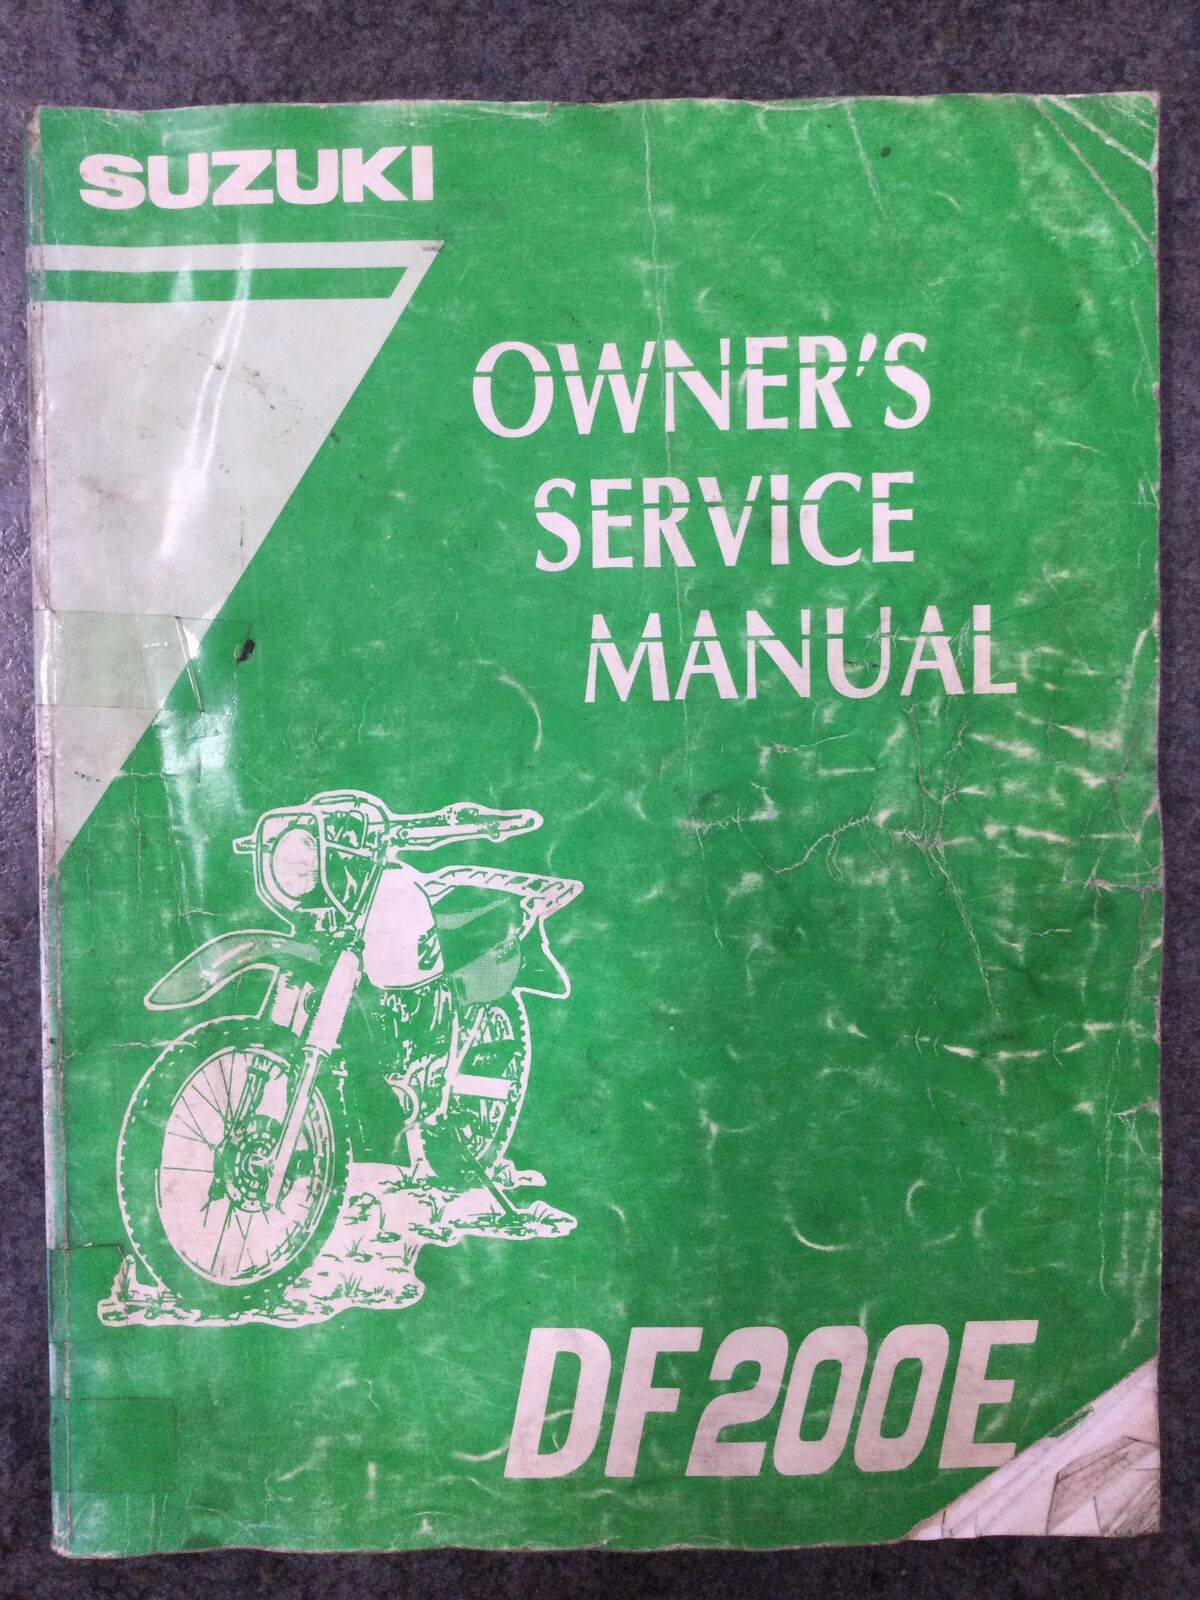 SUZUKI
OWNER'S
SERVICE
MANUAL
DF200E